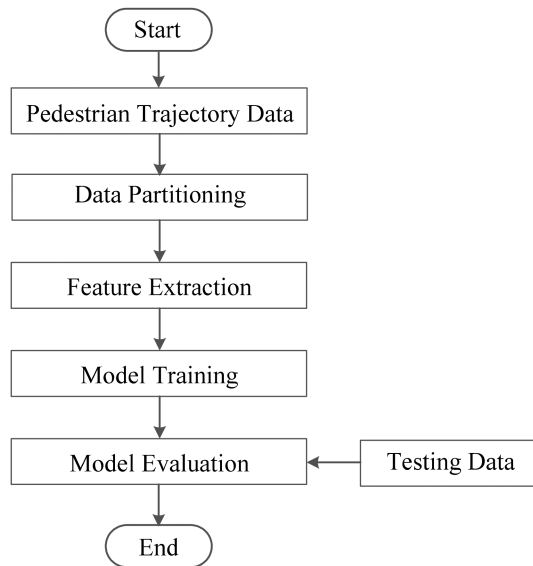 Start
Pedestrian Trajectory Data
Data Partitioning
Feature Extraction
Model Training
Model Evaluation
Testing Data
End